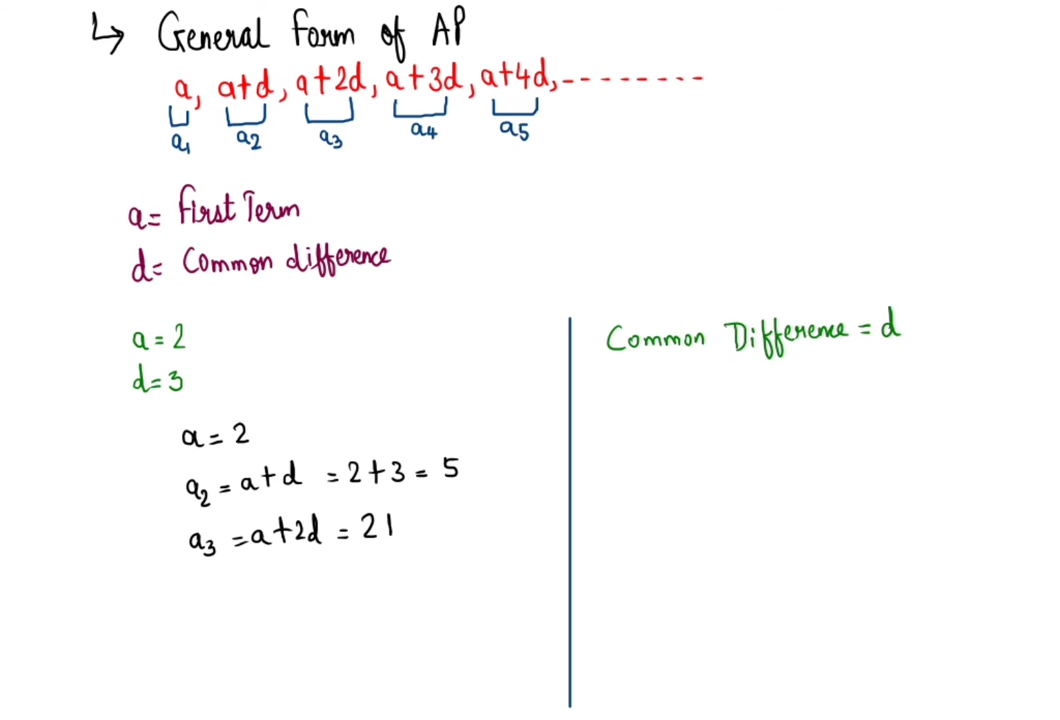 ↳ General Form of AP
a, a+d, a+2d, a+3d, a+4d, --------
a₁ a₂ a₃ a₄ a₅
a = First Term
d = Common difference
a = 2
d = 3
a = 2
a₂ = a+d = 2+3 = 5
a₃ = a+2d = 21
Common Difference = d